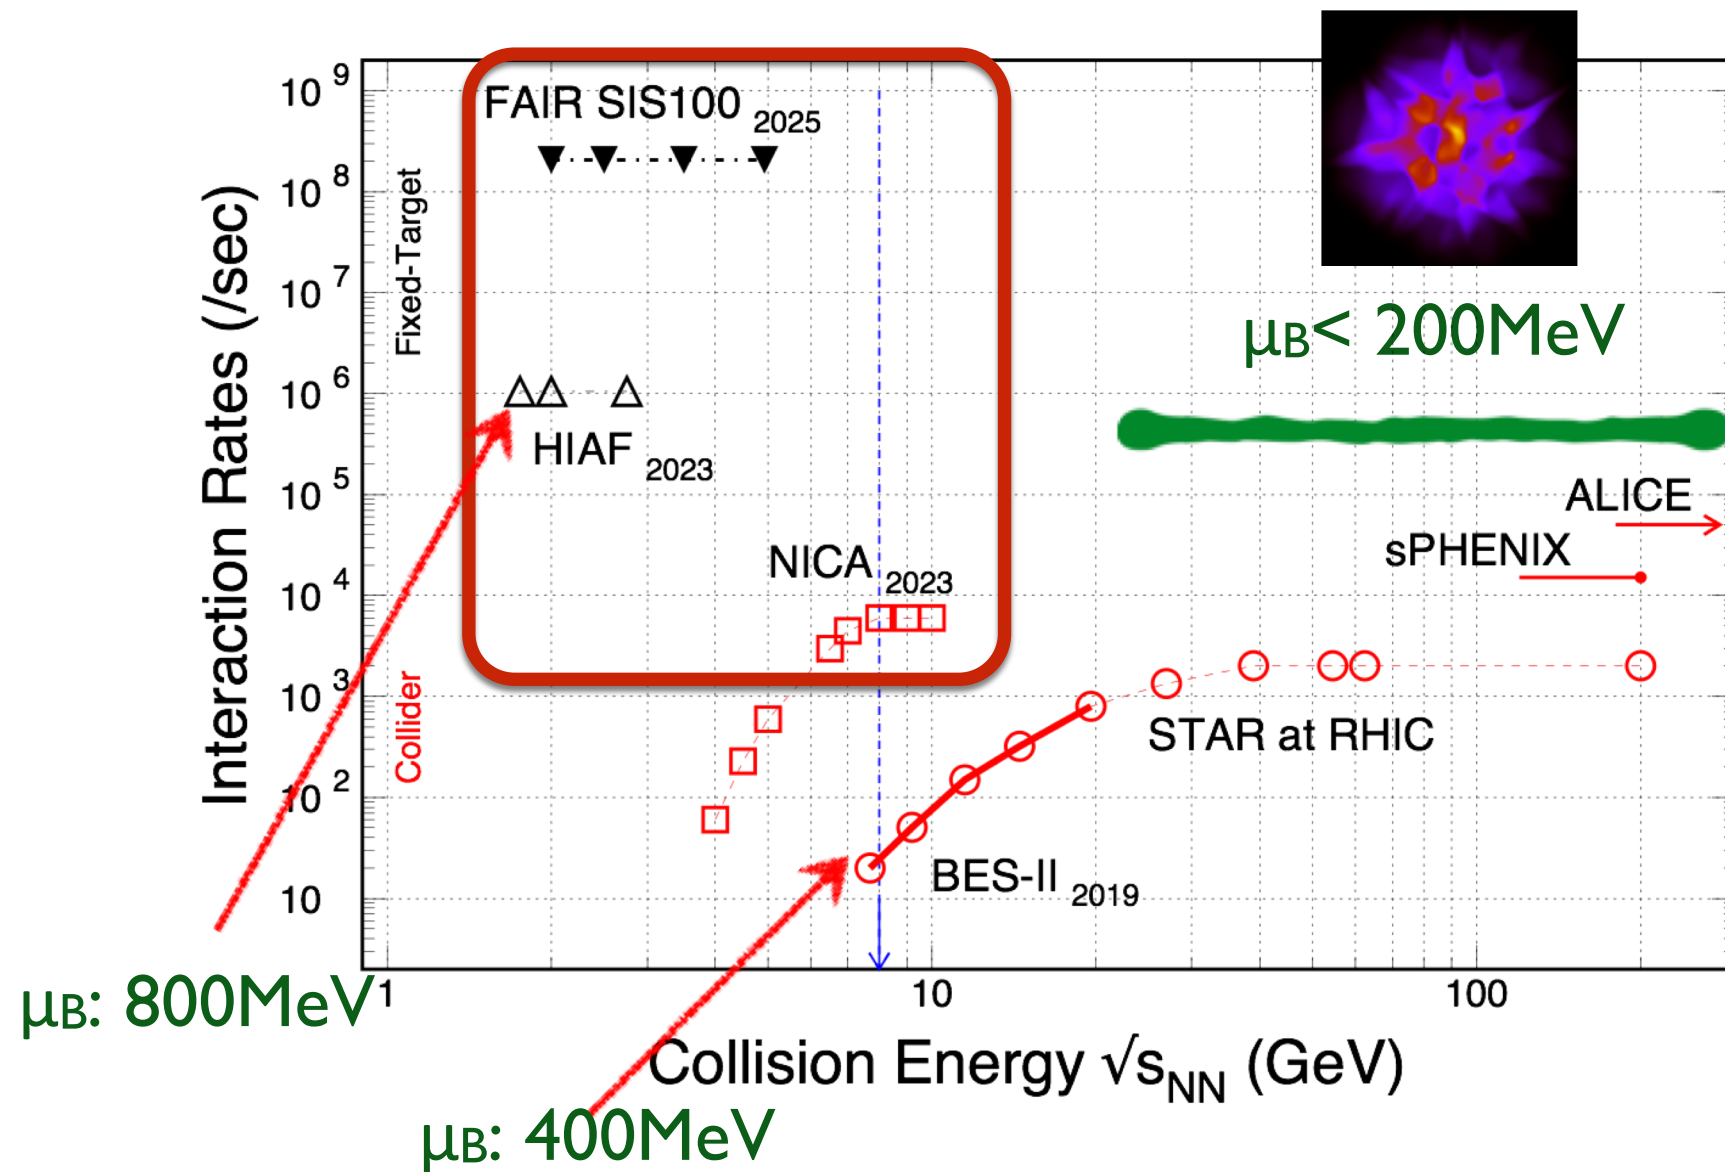 10 9
FAIR SIS100 2025
10 8
Fixed-Target
10 7
μB< 200MeV
10 6
HIAF 2023
10 5
ALICE
sPHENIX
NICA 2023
10 4
10 3
Collider
STAR at RHIC
10 2
BES-II 2019
10
Interaction Rates (/sec)
μB: 800MeV
1 10 100
Collision Energy √sNN (GeV)
μB: 400MeV